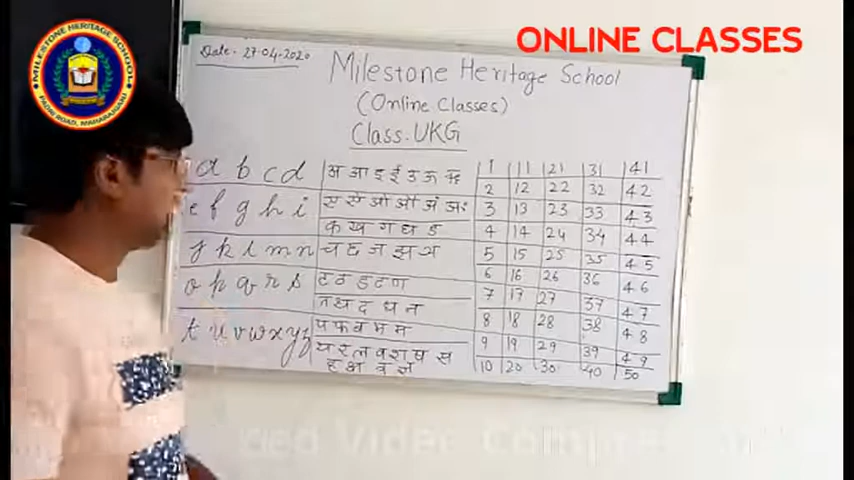 ONLINE CLASSES
MILESTONE HERITAGE SCHOOL
PADRI ROAD, MAHARAJGANJ
Date - 27-04-2020
Milestone Heritage School
(Online Classes)
Class. UKG
a b c d
e f g h i
j k l m n
o p q r s
t u v w x y z
अ आ इ ई उ ऊ ऋ
ए ऐ ओ औ अं अः
क ख ग घ ङ
च छ ज झ ञ
ट ठ ड ढ ण
त थ द ध न
प फ ब भ म
य र ल व श ष स
ह क्ष त्र ज्ञ
1 11 21 31 41
2 12 22 32 42
3 13 23 33 43
4 14 24 34 44
5 15 25 35 45
6 16 26 36 46
7 17 27 37 47
8 18 28 38 48
9 19 29 39 49
10 20 30 40 50